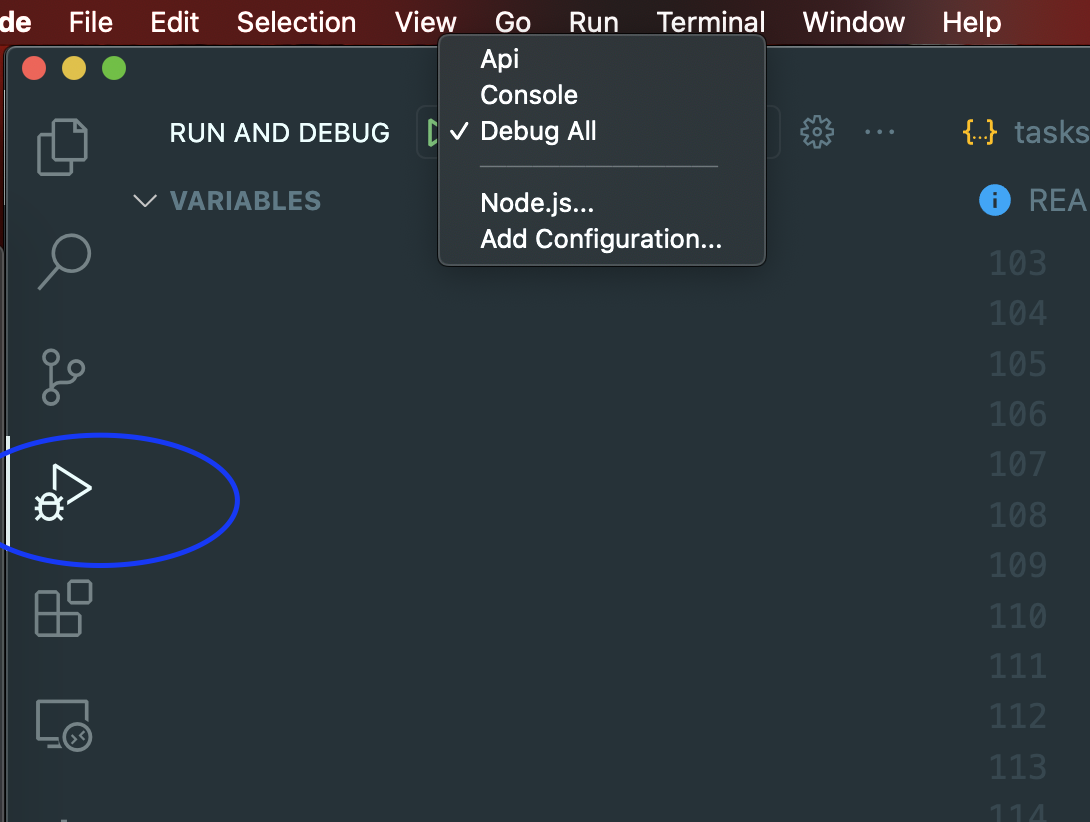 de File Edit Selection View Go Run Terminal Window Help
Api
Console
RUN AND DEBUG
✓ Debug All
{..} tasks
VARIABLES
Node.js...
REA
Add Configuration...
103
104
105
106
107
108
109
110
111
112
113
114